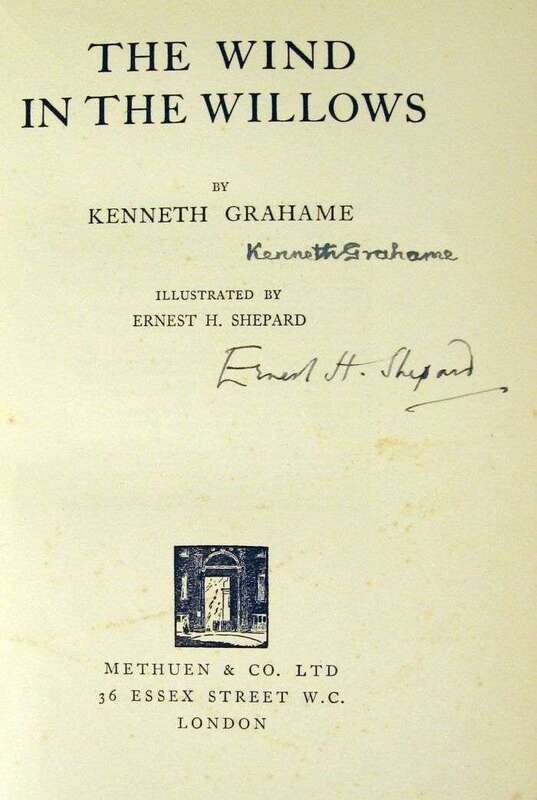 THE WIND
IN THE WILLOWS
BY
KENNETH GRAHAME
Kenneth Grahame
ILLUSTRATED BY
ERNEST H. SHEPARD
Ernest H. Shepard
METHUEN & CO. LTD
36 ESSEX STREET W.C.
LONDON